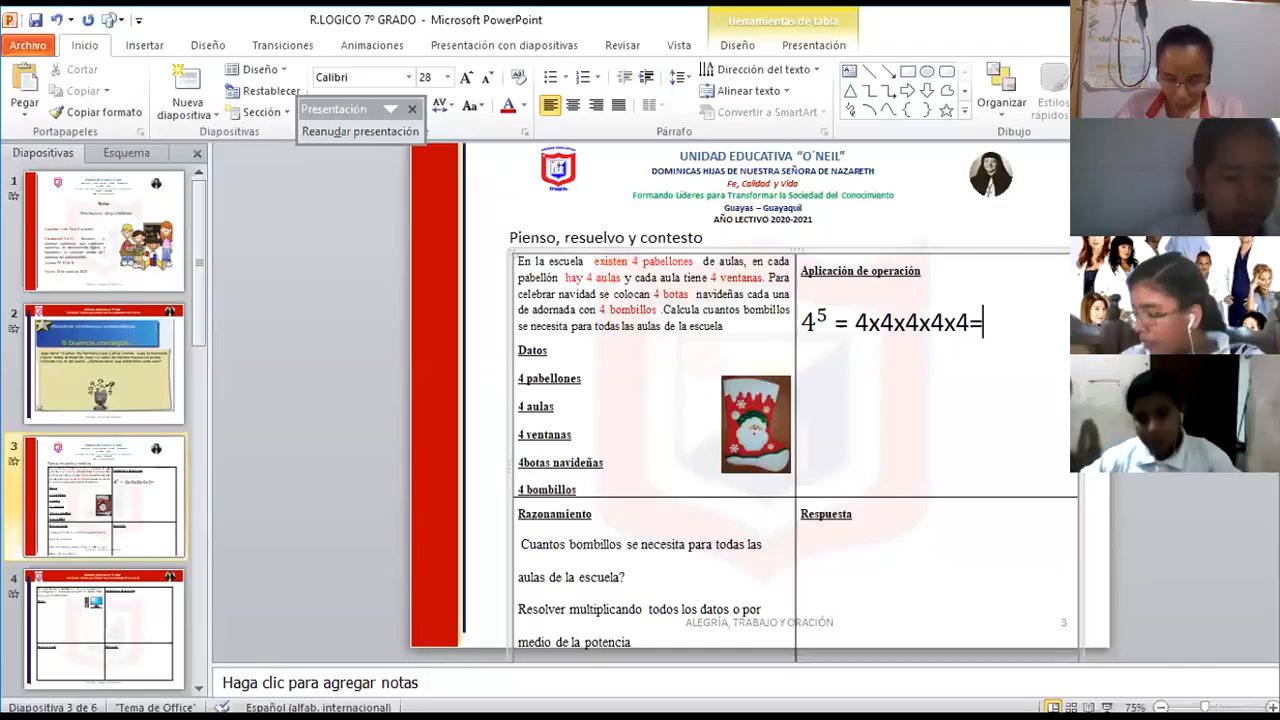 R.LOGICO 7º GRADO - Microsoft PowerPoint
Herramientas de tabla
Archivo
Inicio
Insertar
Diseño
Transiciones
Animaciones
Presentación con diapositivas
Revisar
Vista
Diseño
Presentación
Pegar
Cortar
Copiar
Copiar formato
Portapapeles
Nueva
diapositiva
Diseño
Restablecer
Sección
Diapositivas
Calibri
28
Presentación
Reanudar presentación
Dirección del texto
Alinear texto
Convertir a SmartArt
Párrafo
Organizar
Estilos
rápidos
Dibujo
Diapositivas
Esquema
1
2
3
4
UNIDAD EDUCATIVA “O´NEIL”
DOMINICAS HIJAS DE NUESTRA SEÑORA DE NAZARETH
Fe, Calidad y Vida
Formando Líderes para Transformar la Sociedad del Conocimiento
Guayas – Guayaquil
AÑO LECTIVO 2020-2021
Pienso, resuelvo y contesto
En la escuela existen 4 pabellones de aulas, en cada
pabellón hay 4 aulas y cada aula tiene 4 ventanas. Para
celebrar navidad se colocan 4 botas navideñas cada una
de adornada con 4 bombillos .Calcula cuantos bombillos
se necesita para todas las aulas de la escuela
Datos
4 pabellones
4 aulas
4 ventanas
4botas navideñas
4 bombillos
Aplicación de operación
4⁵ = 4x4x4x4x4=
Razonamiento
Cuantos bombillos se necesita para todas las
aulas de la escuela?
Resolver multiplicando todos los datos o por
medio de la potencia
Respuesta
ALEGRÍA, TRABAJO Y ORACIÓN
3
Haga clic para agregar notas
Diapositiva 3 de 6
"Tema de Office"
Español (alfab. internacional)
75%